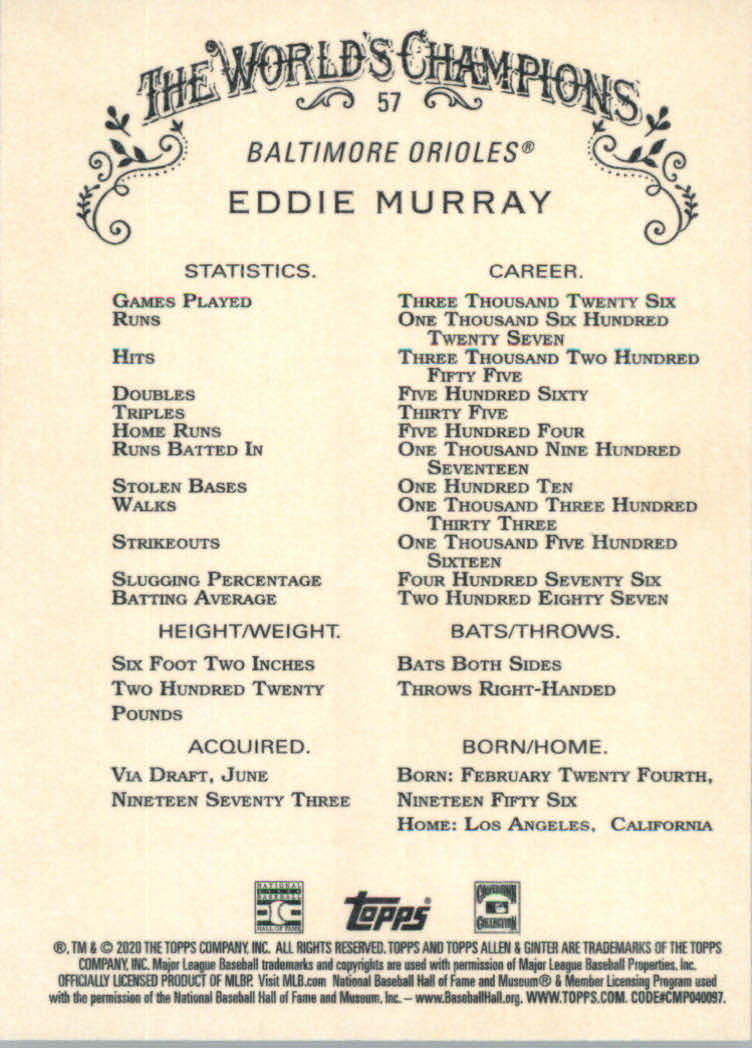 THE WORLD'S CHAMPIONS
57
BALTIMORE ORIOLES®
EDDIE MURRAY
STATISTICS. CAREER.
GAMES PLAYED THREE THOUSAND TWENTY SIX
RUNS ONE THOUSAND SIX HUNDRED
TWENTY SEVEN
HITS THREE THOUSAND TWO HUNDRED
FIFTY FIVE
DOUBLES FIVE HUNDRED SIXTY
TRIPLES THIRTY FIVE
HOME RUNS FIVE HUNDRED FOUR
RUNS BATTED IN ONE THOUSAND NINE HUNDRED
SEVENTEEN
STOLEN BASES ONE HUNDRED TEN
WALKS ONE THOUSAND THREE HUNDRED
THIRTY THREE
STRIKEOUTS ONE THOUSAND FIVE HUNDRED
SIXTEEN
SLUGGING PERCENTAGE FOUR HUNDRED SEVENTY SIX
BATTING AVERAGE TWO HUNDRED EIGHTY SEVEN
HEIGHT/WEIGHT. BATS/THROWS.
SIX FOOT TWO INCHES BATS BOTH SIDES
TWO HUNDRED TWENTY THROWS RIGHT-HANDED
POUNDS
ACQUIRED. BORN/HOME.
VIA DRAFT, JUNE BORN: FEBRUARY TWENTY FOURTH,
NINETEEN SEVENTY THREE NINETEEN FIFTY SIX
HOME: LOS ANGELES, CALIFORNIA
NATIONAL
BASEBALL
HALL OF FAME
Topps®
COOPERSTOWN
COLLECTION
®, TM & © 2020 THE TOPPS COMPANY, INC. ALL RIGHTS RESERVED. TOPPS AND TOPPS ALLEN & GINTER ARE TRADEMARKS OF THE TOPPS
COMPANY, INC. Major League Baseball trademarks and copyrights are used with permission of Major League Baseball Properties, Inc.
OFFICIALLY LICENSED PRODUCT OF MLBP. Visit MLB.com National Baseball Hall of Fame and Museum® & Member Licensing Program used
with the permission of the National Baseball Hall of Fame and Museum, Inc. – www.BaseballHall.org. WWW.TOPPS.COM. CODE#CMP040097.